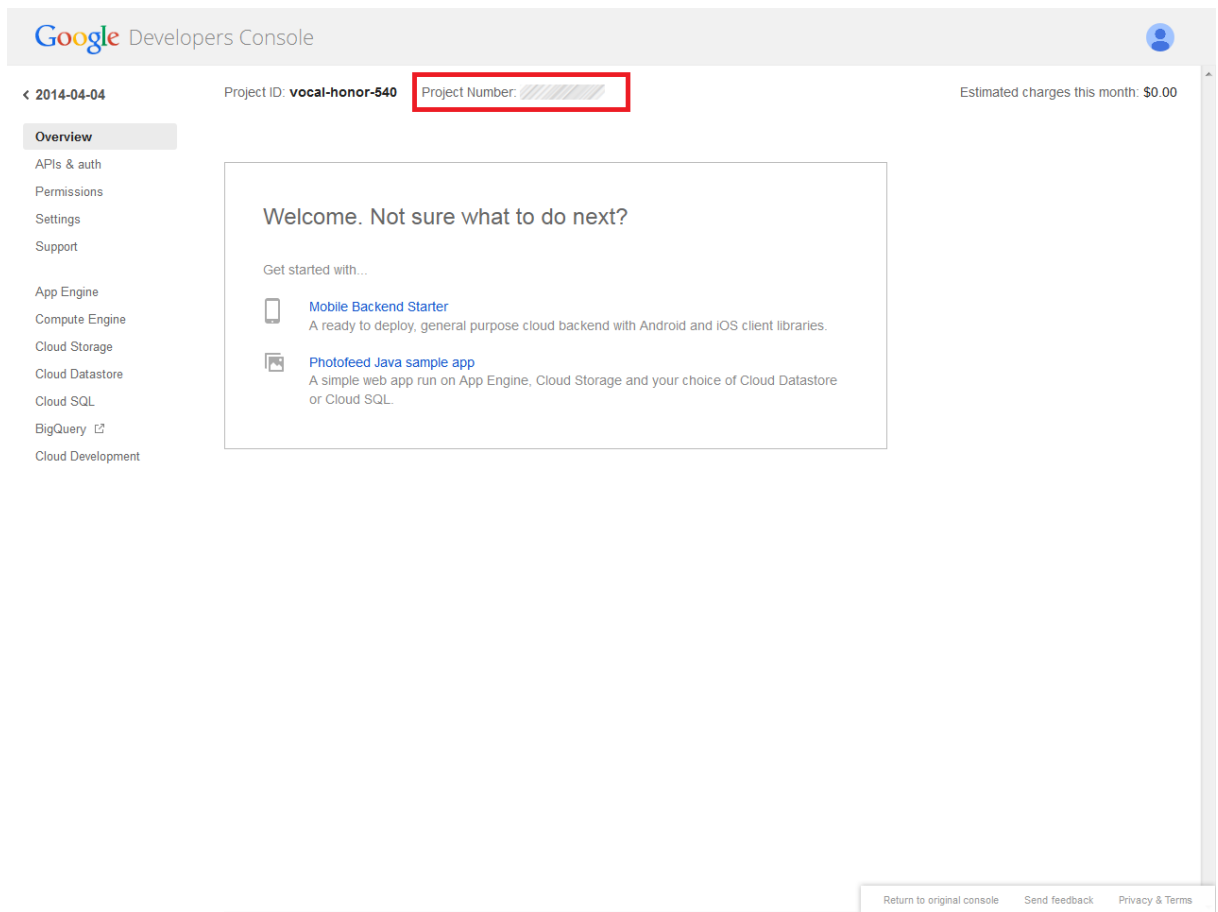 Google Developers Console
2014-04-04
Project ID: vocal-honor-540 Project Number: Estimated charges this month: $0.00
Overview
APIs & auth
Permissions
Settings
Support
App Engine
Compute Engine
Cloud Storage
Cloud Datastore
Cloud SQL
BigQuery
Cloud Development
Welcome. Not sure what to do next?
Get started with...
Mobile Backend Starter
A ready to deploy, general purpose cloud backend with Android and iOS client libraries.
Photofeed Java sample app
A simple web app run on App Engine, Cloud Storage and your choice of Cloud Datastore
or Cloud SQL.
Return to original console Send feedback Privacy & Terms